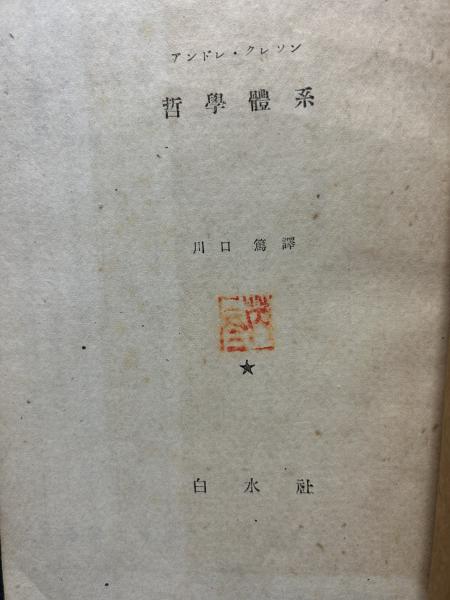 アンドレ・クレソン
哲學體系
川口 篤譯
★
白水社